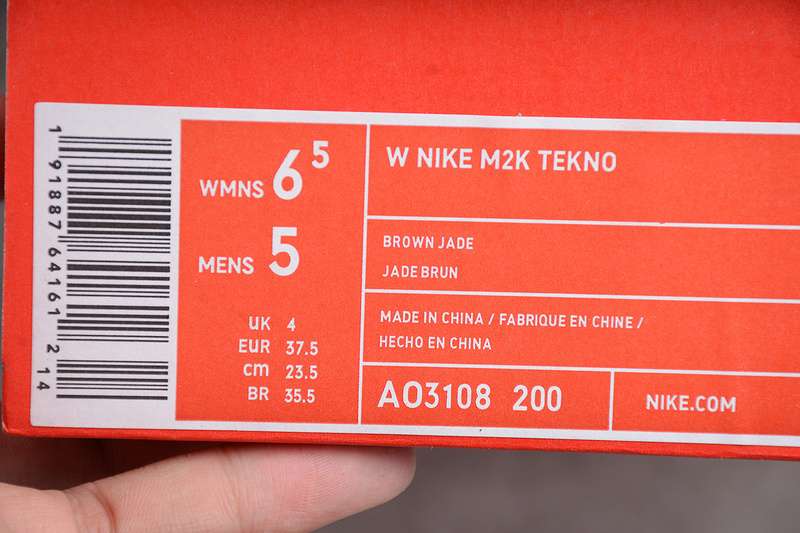 1 91887 64161 2 14
WMNS 6 5
MENS 5
UK 4
EUR 37.5
cm 23.5
BR 35.5
W NIKE M2K TEKNO
BROWN JADE
JADE BRUN
MADE IN CHINA / FABRIQUE EN CHINE /
HECHO EN CHINA
AO3108 200
NIKE.COM